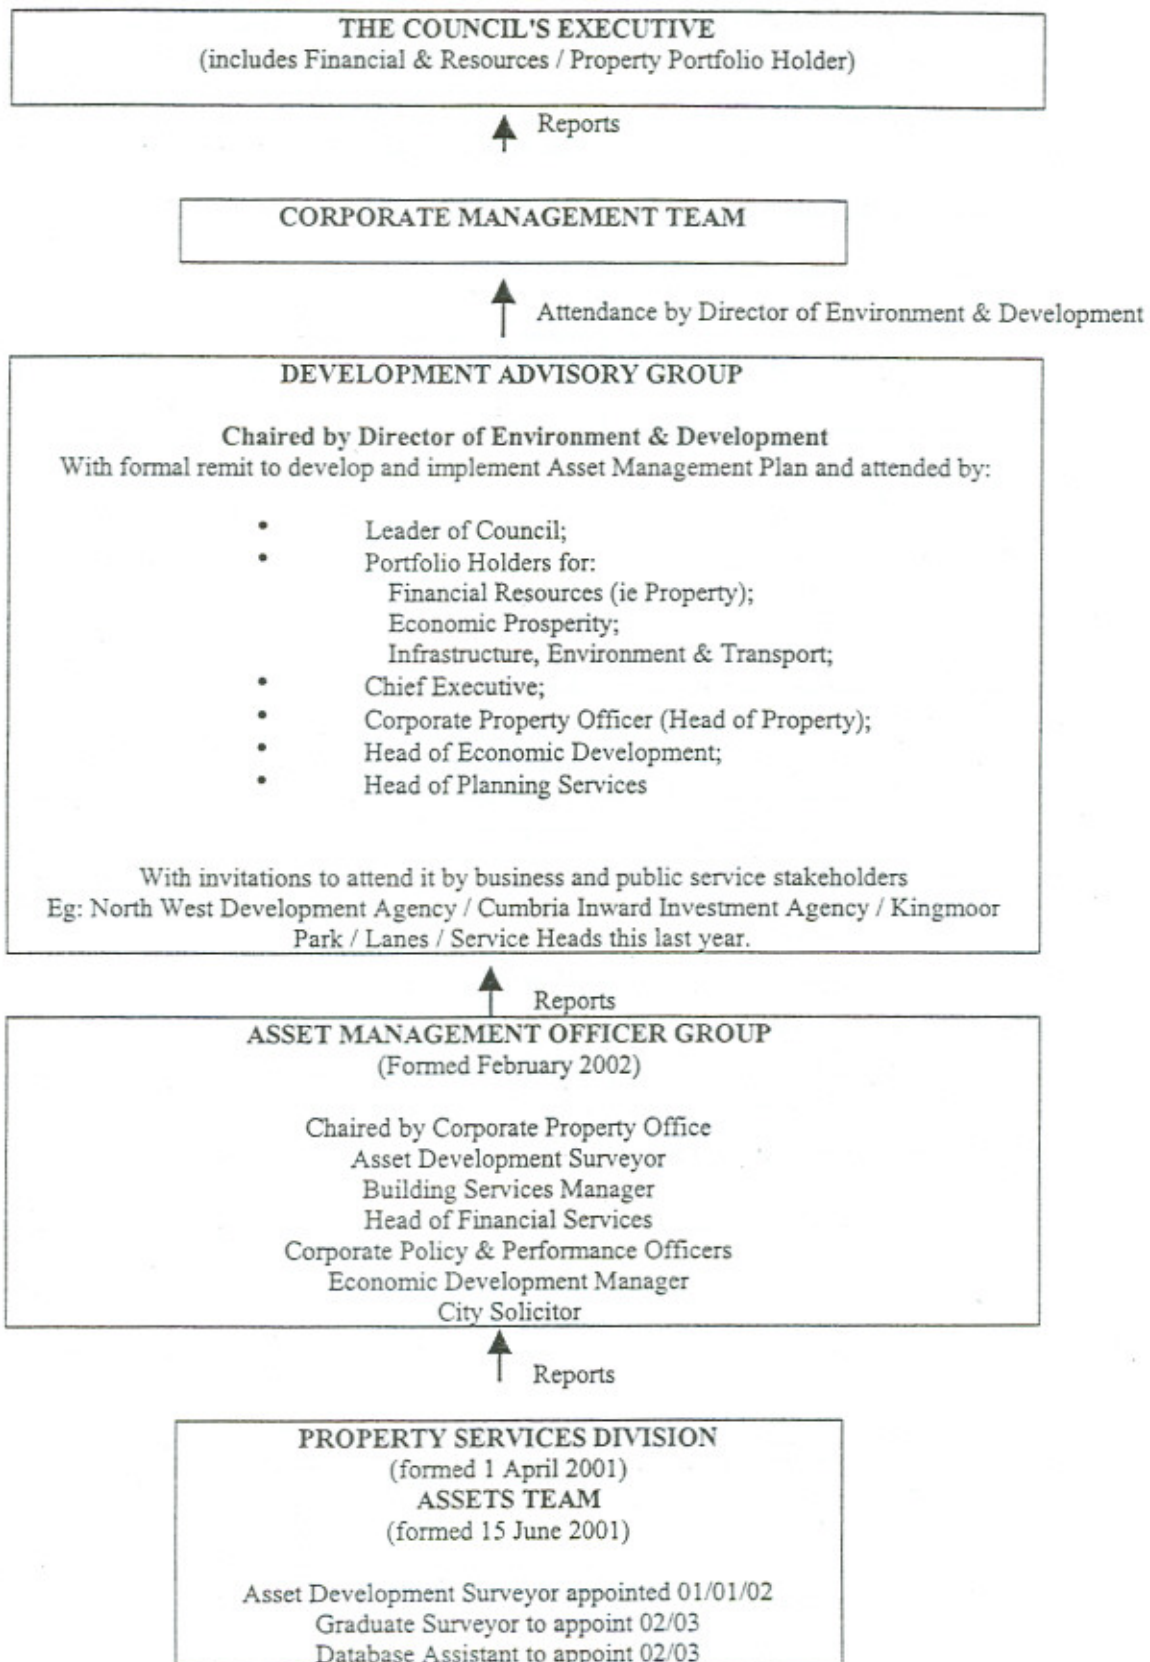 THE COUNCIL'S EXECUTIVE
(includes Financial & Resources / Property Portfolio Holder)
Reports
CORPORATE MANAGEMENT TEAM
Attendance by Director of Environment & Development
DEVELOPMENT ADVISORY GROUP
Chaired by Director of Environment & Development
With formal remit to develop and implement Asset Management Plan and attended by:
• Leader of Council;
• Portfolio Holders for:
Financial Resources (ie Property);
Economic Prosperity;
Infrastructure, Environment & Transport;
• Chief Executive;
• Corporate Property Officer (Head of Property);
• Head of Economic Development;
• Head of Planning Services
With invitations to attend it by business and public service stakeholders
Eg: North West Development Agency / Cumbria Inward Investment Agency / Kingmoor
Park / Lanes / Service Heads this last year.
Reports
ASSET MANAGEMENT OFFICER GROUP
(Formed February 2002)
Chaired by Corporate Property Office
Asset Development Surveyor
Building Services Manager
Head of Financial Services
Corporate Policy & Performance Officers
Economic Development Manager
City Solicitor
Reports
PROPERTY SERVICES DIVISION
(formed 1 April 2001)
ASSETS TEAM
(formed 15 June 2001)
Asset Development Surveyor appointed 01/01/02
Graduate Surveyor to appoint 02/03
Database Assistant to appoint 02/03